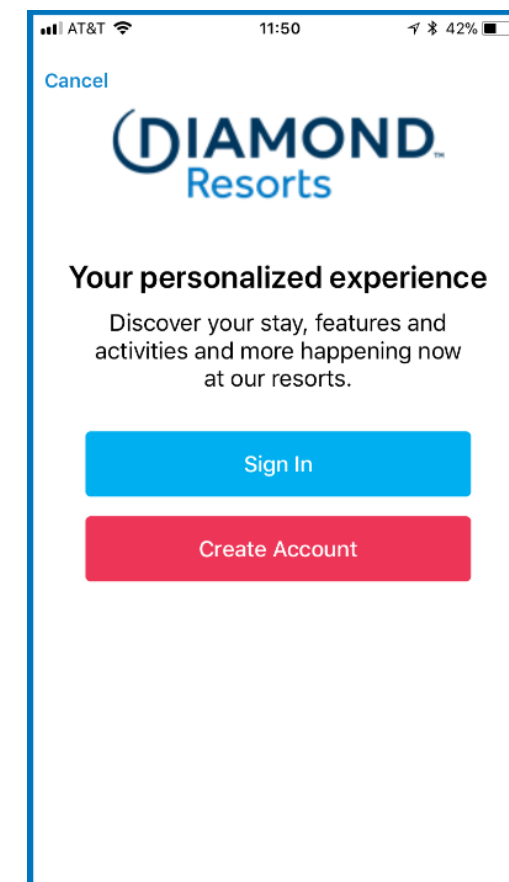 AT&T 11:50 42%
Cancel
DIAMOND™
Resorts
Your personalized experience
Discover your stay, features and
activities and more happening now
at our resorts.
Sign In
Create Account